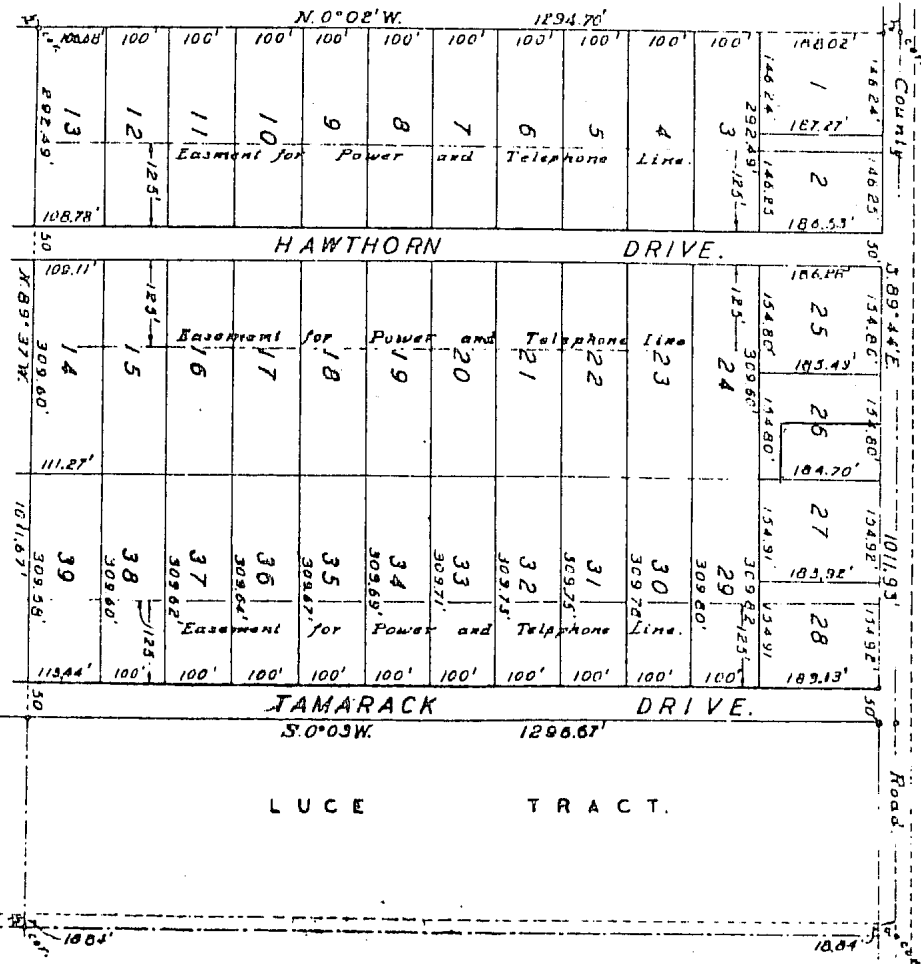 N. 0°02'W. 1294.70'
100' 100' 100' 100' 100' 100' 100' 100' 100' 100' 188.02'
13 12 11 10 9 8 7 6 5 4 3 1
292.49' 292.49' 146.24' 146.24'
187.27'
Easment for Power and Telephone Line.
125' 125' 146.25 2 146.25'
108.78' 186.53'
50' HAWTHORN DRIVE. 50'
109.11'
125' 125' 154.80' 25 154.86'
Easement for Power and Telephone Line
N. 89°37'W. 309.60' 309.60' 185.49'
14 15 16 17 18 19 20 21 22 23 24
154.80' 26 154.80'
111.27' 184.70'
154.91' 27 154.92'
183.92'
39 38 37 36 35 34 33 32 31 30 29
309.58' 309.60' 309.62' 309.64' 309.67' 309.69' 309.71' 309.73' 309.75' 309.78' 309.80' 309.82
1011.67'
Easement for Power and Telpphone Line.
125' 125' 154.91 28 154.92'
113.44' 100' 100' 100' 100' 100' 100' 100' 100' 100' 100' 183.13'
50' TAMARACK DRIVE. 50'
S. 0°03'W. 1296.67'
LUCE TRACT.
18.84' 18.84'
County
S. 89°44'E.
1011.93'
Road.